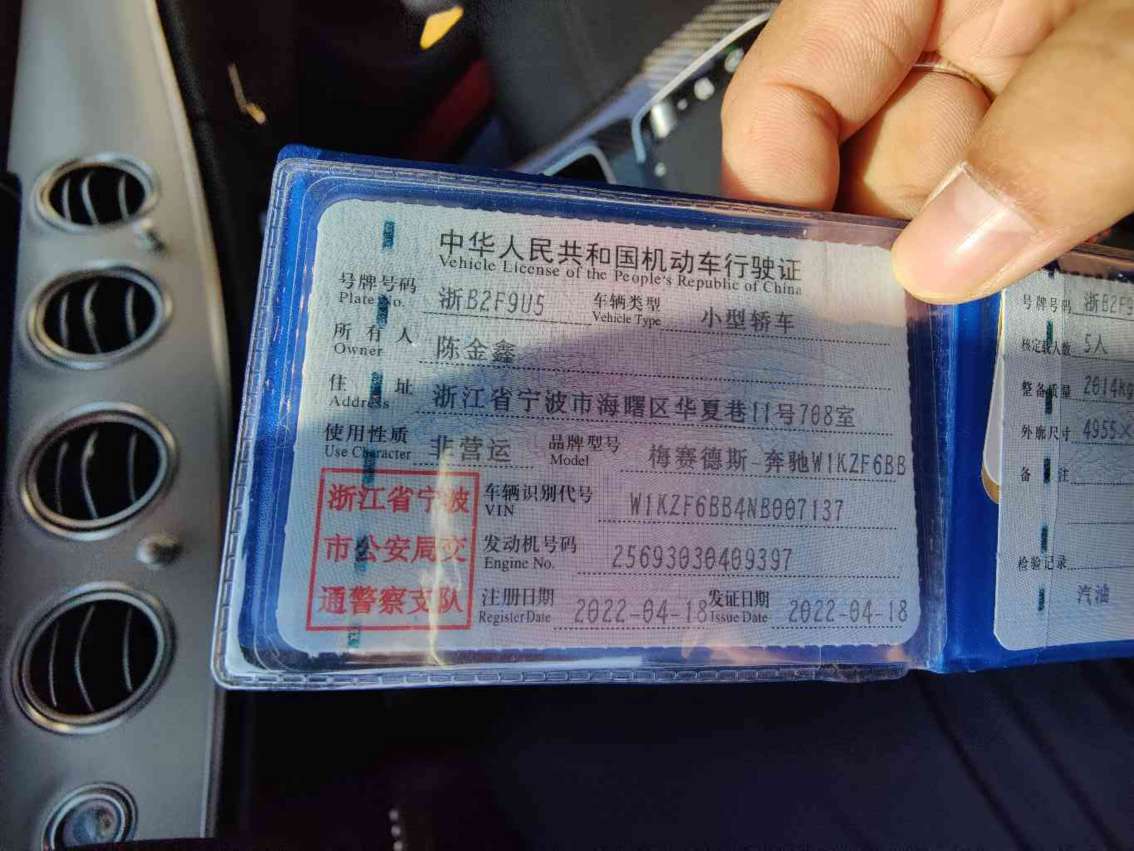 中华人民共和国机动车行驶证
Vehicle License of the People's Republic of China
号牌号码 浙B2F9U5 车辆类型 小型轿车
Plate No. Vehicle Type
所有人 陈金鑫
Owner
住址 浙江省宁波市海曙区华夏巷11号708室
Address
使用性质 非营运 品牌型号 梅赛德斯-奔驰W1KZF6BB
Use Character Model
浙江省宁波
市公安局交
通警察支队
车辆识别代号 W1KZF6BB4NB007137
VIN
发动机号码 25693030409397
Engine No.
注册日期 2022-04-18 发证日期 2022-04-18
Register Date Issue Date
号牌号码 浙B2F9
核定载人数 5人
整备质量 2014kg
外廓尺寸 4955×
备注
检验记录
汽油